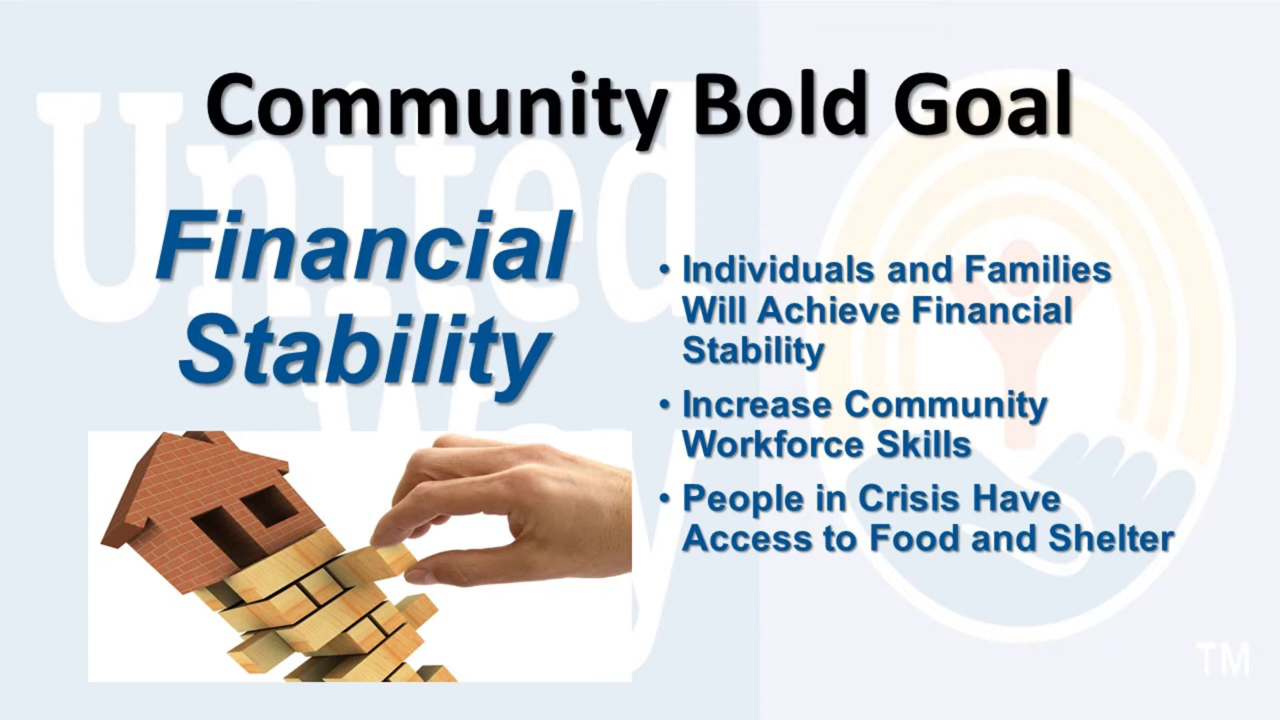 Community Bold Goal
Financial
Stability
• Individuals and Families
Will Achieve Financial
Stability
• Increase Community
Workforce Skills
• People in Crisis Have
Access to Food and Shelter
United
Way
TM